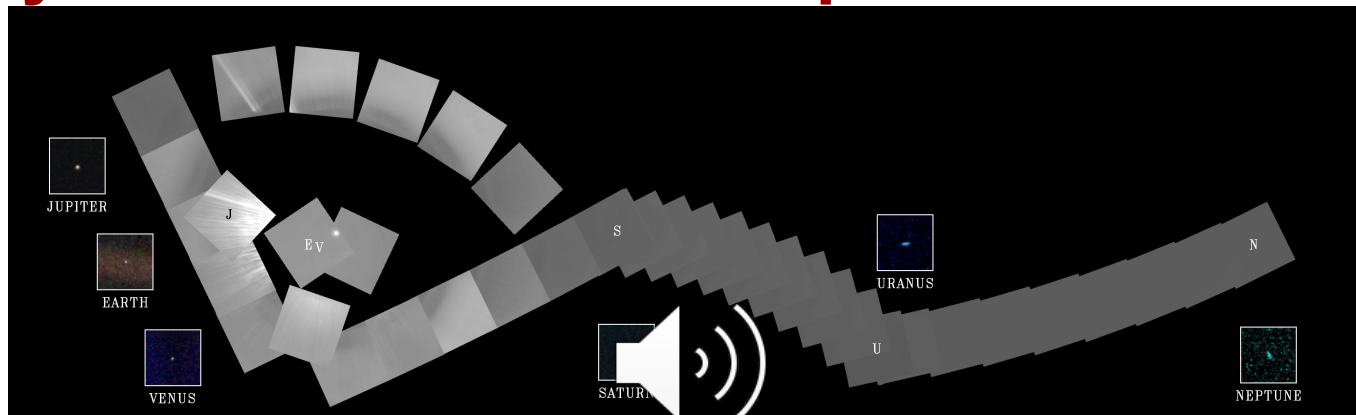 J
E V
S
U
N
JUPITER
EARTH
VENUS
SATURN
URANUS
NEPTUNE